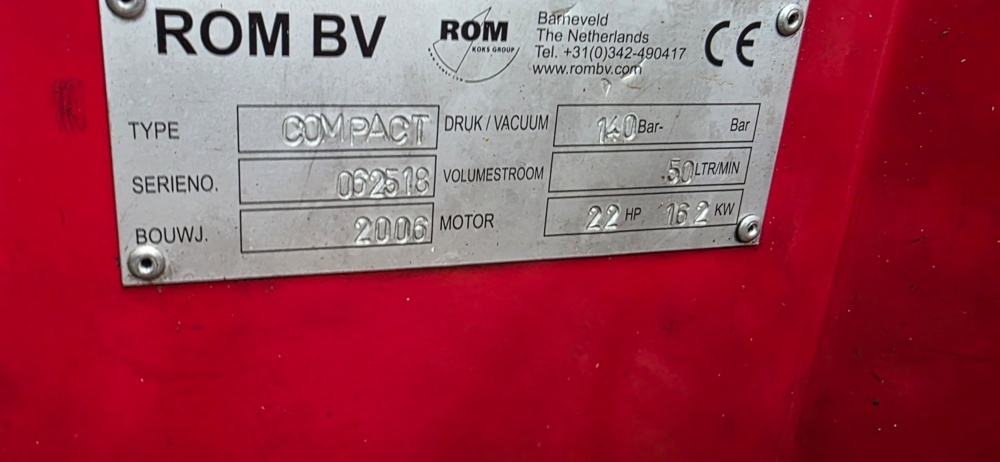 ROM BV
ROM
KOKS GROUP
Barneveld
The Netherlands
Tel. +31(0)342-490417
www.rombv.com
CE
TYPE COMPACT DRUK / VACUUM 140 Bar- Bar
SERIENO. 062518 VOLUMESTROOM 50 LTR/MIN
BOUWJ. 2006 MOTOR 22 HP 16 2 KW